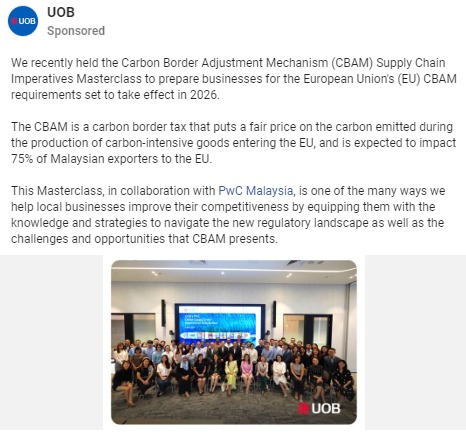 UOB
UOB
Sponsored
We recently held the Carbon Border Adjustment Mechanism (CBAM) Supply Chain
Imperatives Masterclass to prepare businesses for the European Union's (EU) CBAM
requirements set to take effect in 2026.
The CBAM is a carbon border tax that puts a fair price on the carbon emitted during
the production of carbon-intensive goods entering the EU, and is expected to impact
75% of Malaysian exporters to the EU.
This Masterclass, in collaboration with PwC Malaysia, is one of the many ways we
help local businesses improve their competitiveness by equipping them with the
knowledge and strategies to navigate the new regulatory landscape as well as the
challenges and opportunities that CBAM presents.
UOB